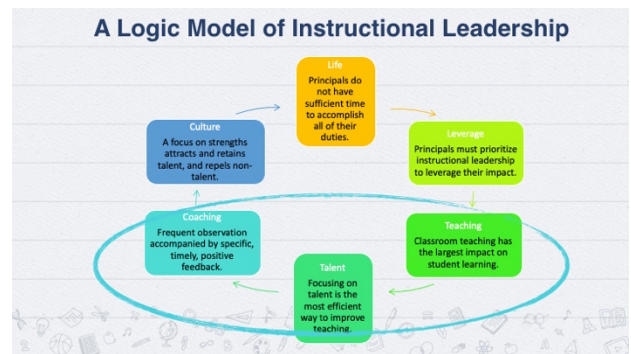 A Logic Model of Instructional Leadership
Life
Principals do
not have
sufficient time
to accomplish
all of their
duties.
Leverage
Principals must prioritize
instructional leadership
to leverage their impact.
Teaching
Classroom teaching has
the largest impact on
student learning.
Talent
Focusing on
talent is the
most efficient
way to improve
teaching.
Coaching
Frequent observation
accompanied by specific,
timely, positive
feedback.
Culture
A focus on strengths
attracts and retains
talent, and repels non-
talent.